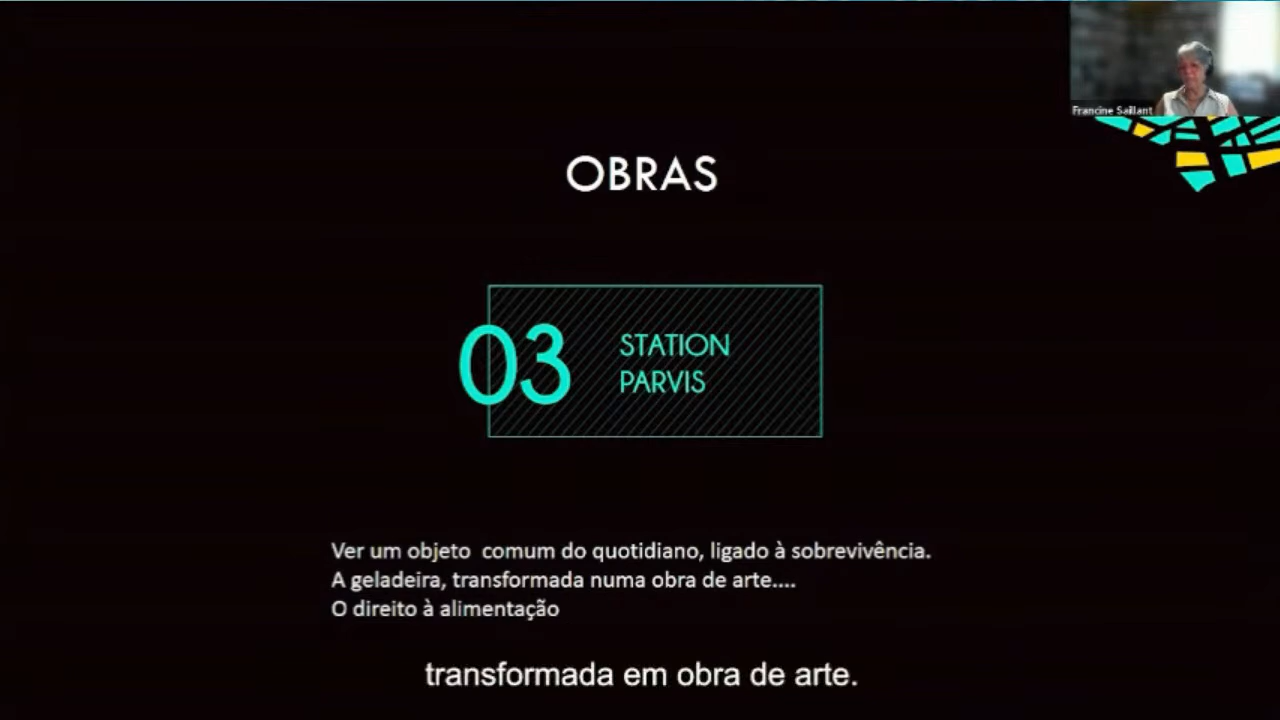 Francine Saillant
OBRAS
03
STATION
PARVIS
Ver um objeto comum do quotidiano, ligado à sobrevivência.
A geladeira, transformada numa obra de arte....
O direito à alimentação
transformada em obra de arte.